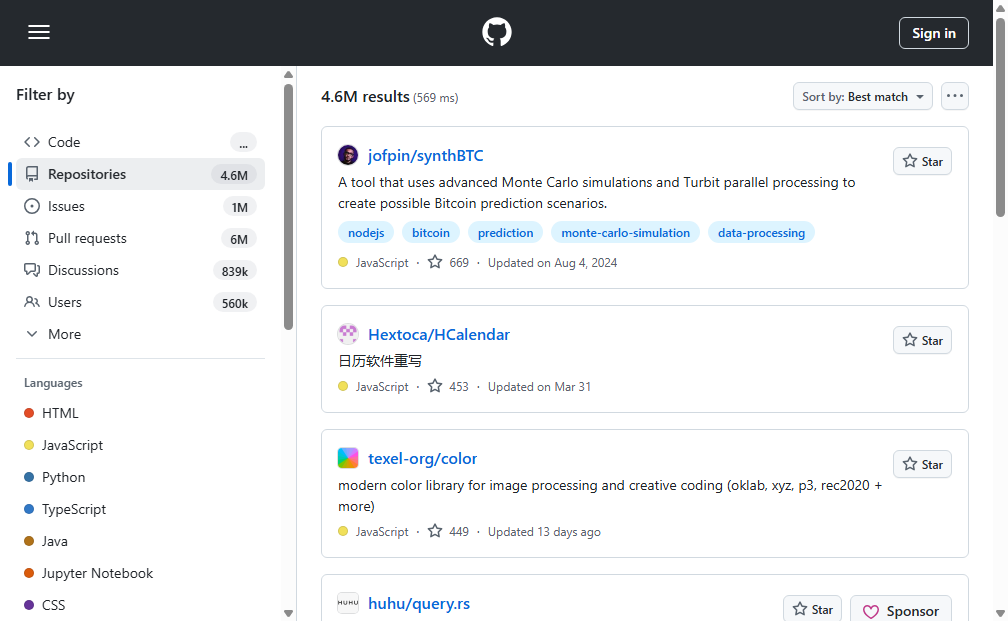 Sign in
Filter by
Code
...
Repositories
4.6M
Issues
1M
Pull requests
6M
Discussions
839k
Users
560k
More
Languages
HTML
JavaScript
Python
TypeScript
Java
Jupyter Notebook
CSS
4.6M results (569 ms)
Sort by: Best match
jofpin/synthBTC
Star
A tool that uses advanced Monte Carlo simulations and Turbit parallel processing to
create possible Bitcoin prediction scenarios.
nodejs bitcoin prediction monte-carlo-simulation data-processing
JavaScript · 669 · Updated on Aug 4, 2024
Hextoca/HCalendar
Star
日历软件重写
JavaScript · 453 · Updated on Mar 31
texel-org/color
Star
modern color library for image processing and creative coding (oklab, xyz, p3, rec2020 +
more)
JavaScript · 449 · Updated 13 days ago
HUHU
huhu/query.rs
Star
Sponsor